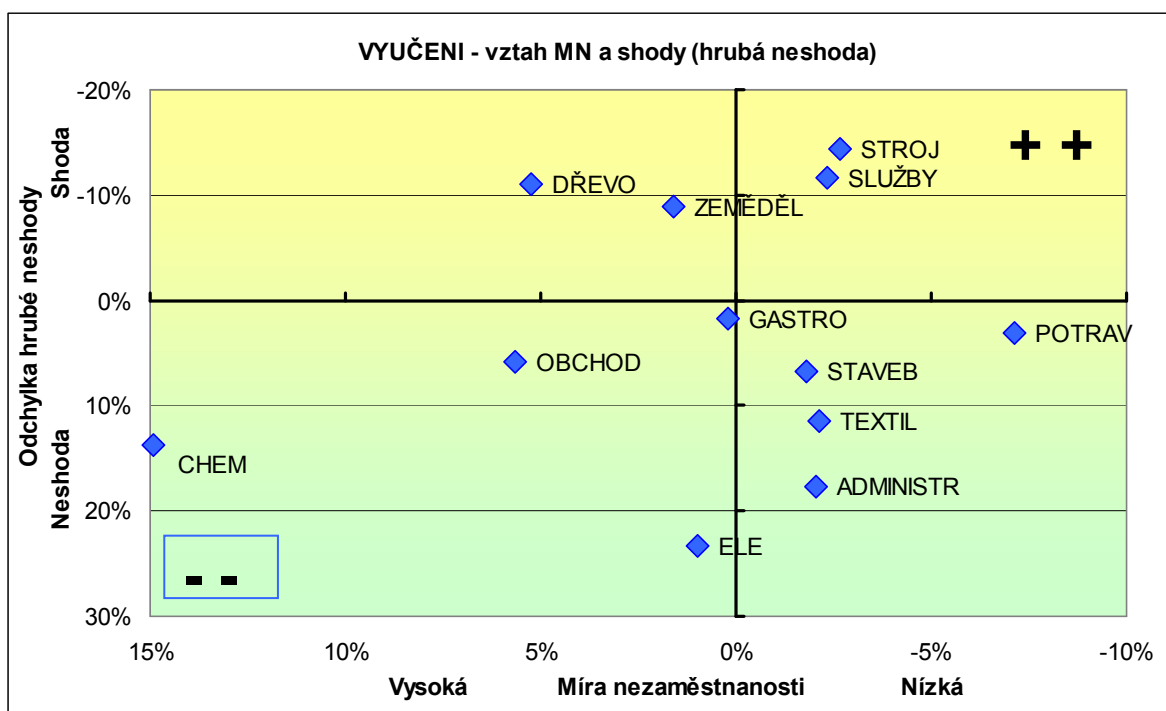 VYUČENI - vztah MN a shody (hrubá neshoda)
Odchylka hrubé neshody
Neshoda Shoda
-20%
-10%
0%
10%
20%
30%
++
STROJ
SLUŽBY
DŘEVO
ZEMĚDĚL
GASTRO
POTRAV
OBCHOD
STAVEB
TEXTIL
CHEM
ADMINISTR
ELE
--
15% 10% 5% 0% -5% -10%
Vysoká Míra nezaměstnanosti Nízká